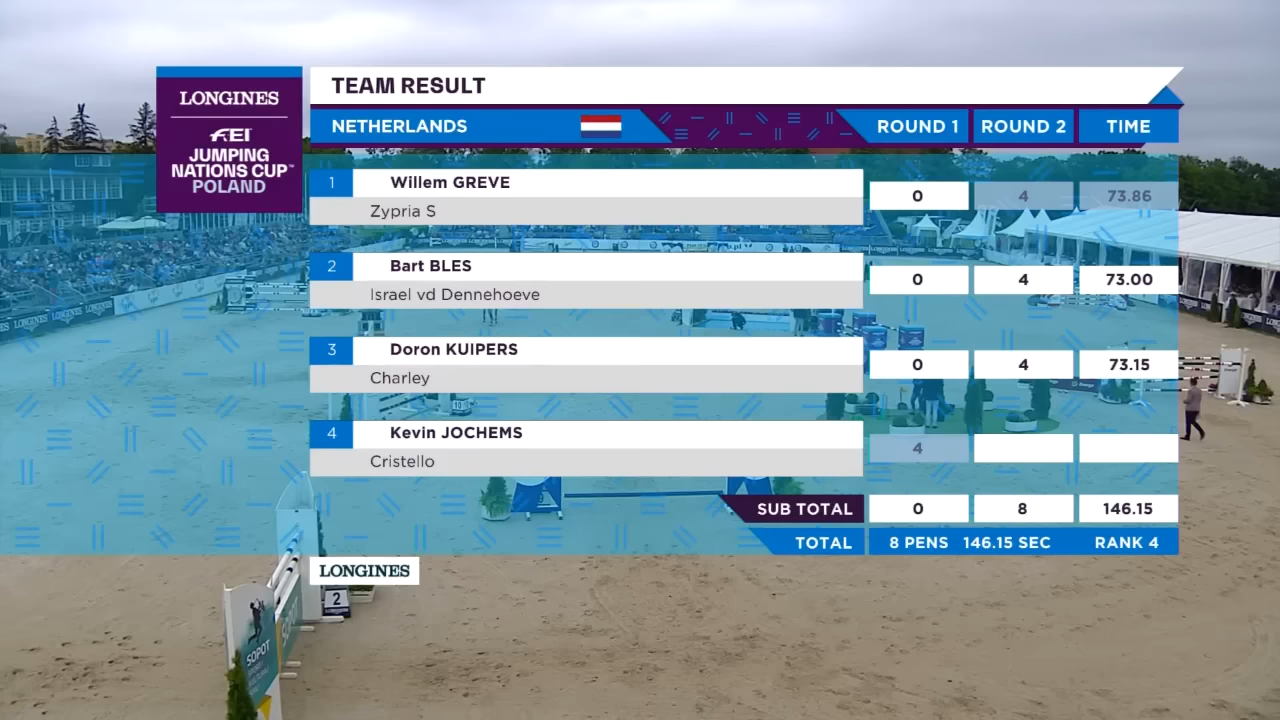 TEAM RESULT
LONGINES
FEI
JUMPING
NATIONS CUP™
POLAND
NETHERLANDS ROUND 1 ROUND 2 TIME
1 Willem GREVE 0 4 73.86
Zypria S
2 Bart BLES 0 4 73.00
Israel vd Dennehoeve
3 Doron KUIPERS 0 4 73.15
Charley
4 Kevin JOCHEMS 4
Cristello
SUB TOTAL 0 8 146.15
TOTAL 8 PENS 146.15 SEC RANK 4
LONGINES
LONGINES LONGINES
10
2
SOPOT